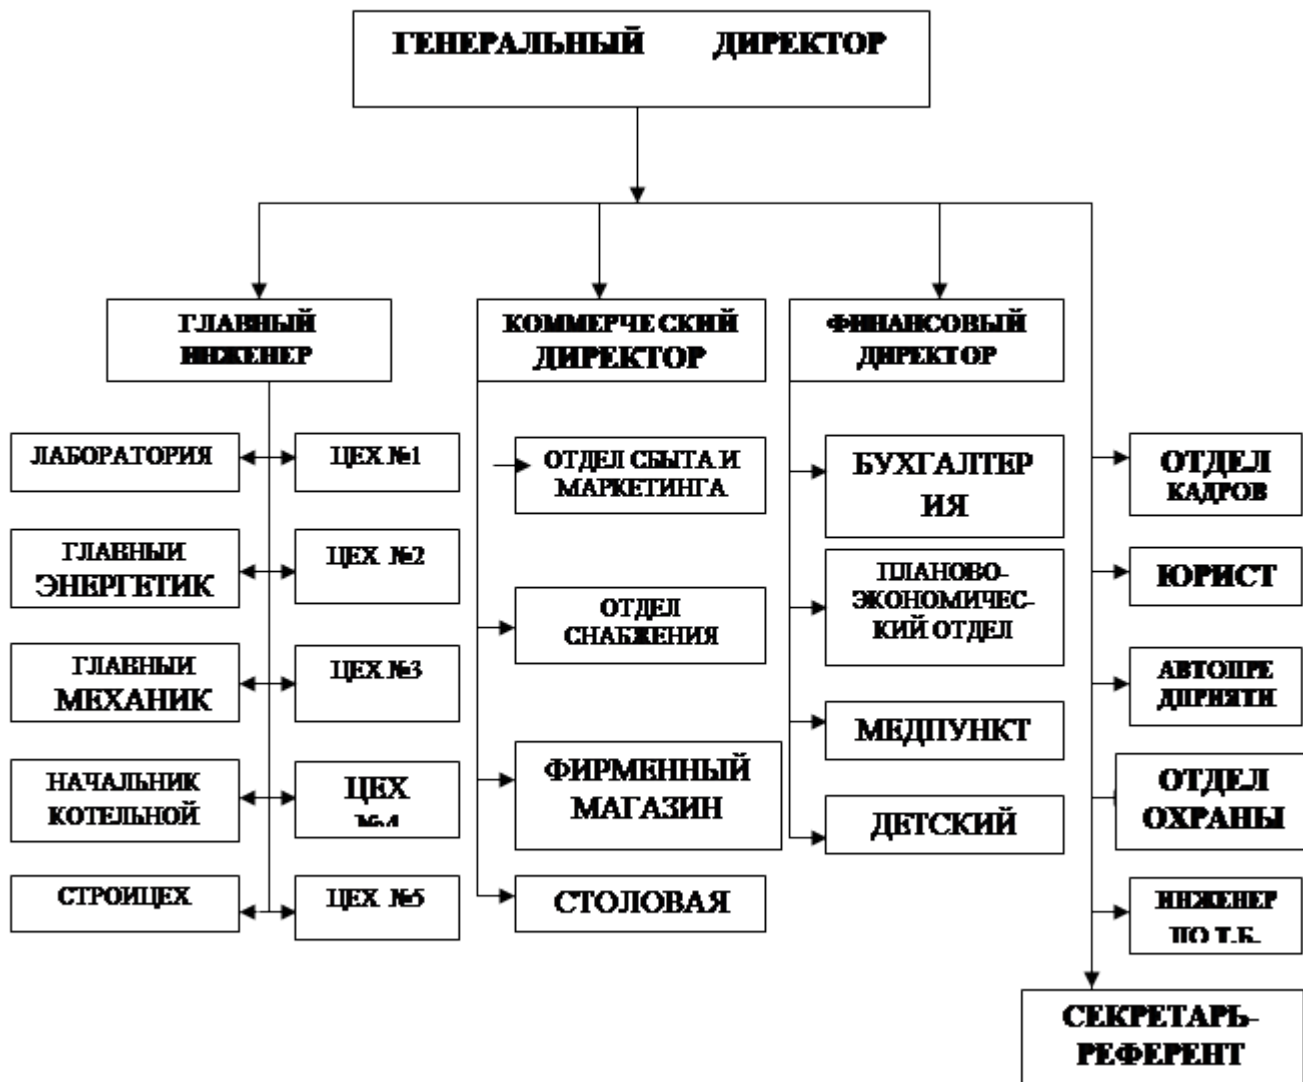 ГЕНЕРАЛЬНЫЙ ДИРЕКТОР
ГЛАВНЫЙ
ИНЖЕНЕР
КОММЕРЧЕСКИЙ
ДИРЕКТОР
ФИНАНСОВЫЙ
ДИРЕКТОР
ЛАБОРАТОРИЯ
ЦЕХ №1
ОТДЕЛ СБЫТА И
МАРКЕТИНГА
БУХГАЛТЕР
ИЯ
ОТДЕЛ
КАДРОВ
ГЛАВНЫЙ
ЭНЕРГЕТИК
ЦЕХ №2
ОТДЕЛ
СНАБЖЕНИЯ
ПЛАНОВО-
ЭКОНОМИЧЕС-
КИЙ ОТДЕЛ
ЮРИСТ
ГЛАВНЫЙ
МЕХАНИК
ЦЕХ №3
ФИРМЕННЫЙ
МАГАЗИН
МЕДПУНКТ
АВТОПРЕ
ДПРИЯТИ
НАЧАЛЬНИК
КОТЕЛЬНОЙ
ЦЕХ
№4
СТОЛОВАЯ
ДЕТСКИЙ
ОТДЕЛ
ОХРАНЫ
СТРОЙЦЕХ
ЦЕХ №5
ИНЖЕНЕР
ПО Т.Б.
СЕКРЕТАРЬ-
РЕФЕРЕНТ